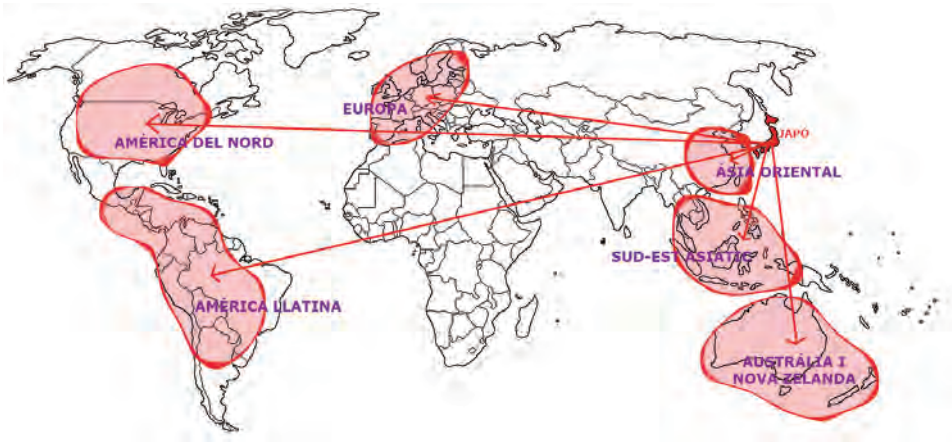 EUROPA
JAPÓ
AMÈRICA DEL NORD
ÀSIA ORIENTAL
SUD-EST ASIÀTIC
AMÈRICA LLATINA
AUSTRÀLIA I
NOVA ZELANDA